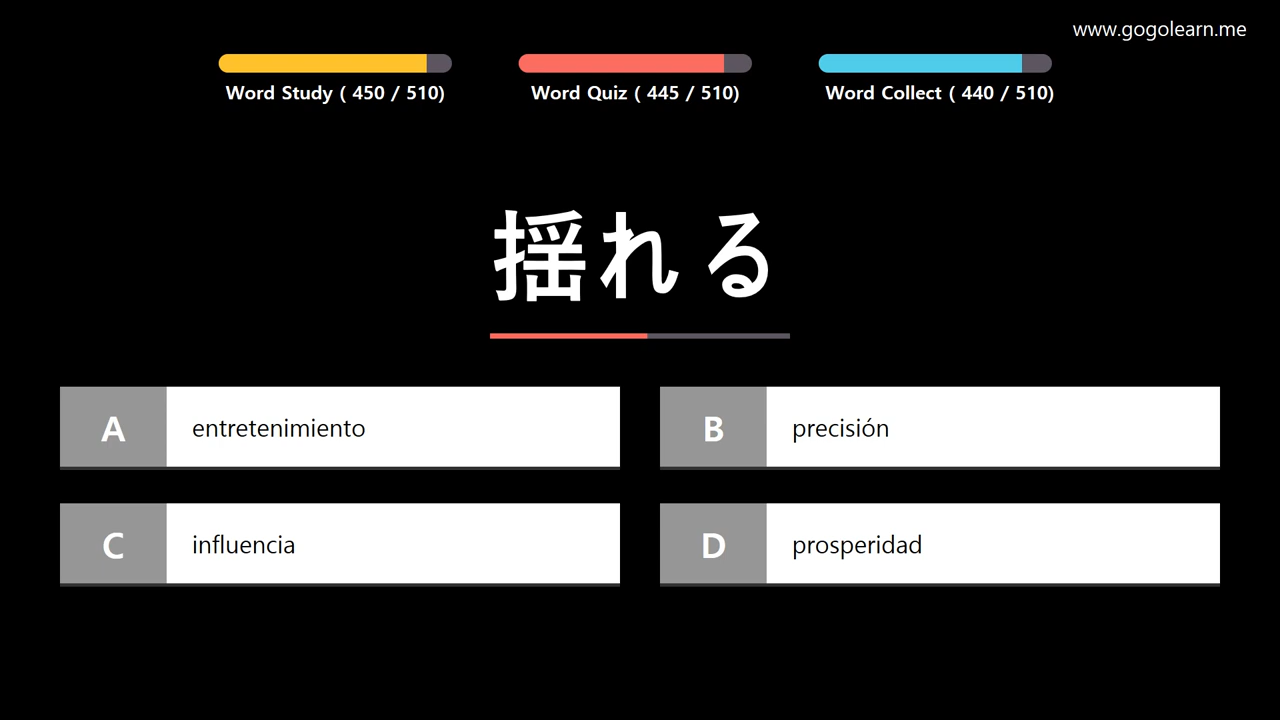 www.gogolearn.me
Word Study ( 450 / 510)
Word Quiz ( 445 / 510)
Word Collect ( 440 / 510)
揺れる
A entretenimiento
B precisión
C influencia
D prosperidad